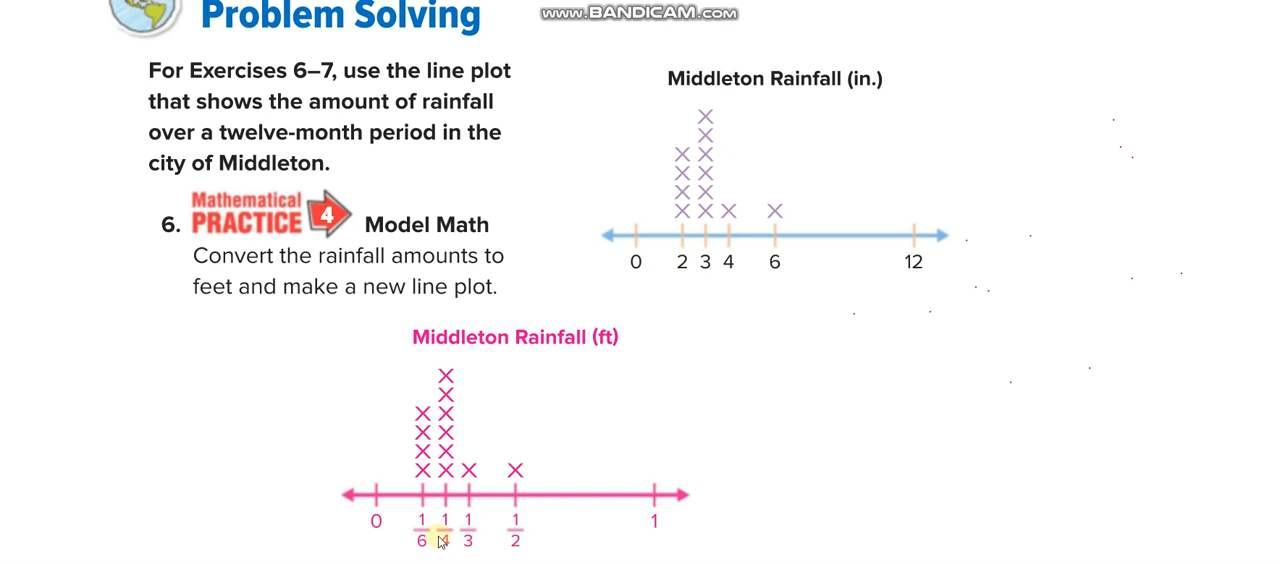 Problem Solving
www.BANDICAM.com
For Exercises 6–7, use the line plot
that shows the amount of rainfall
over a twelve-month period in the
city of Middleton.
Middleton Rainfall (in.)
0 2 3 4 6 12
Mathematical
6. PRACTICE 4 Model Math
Convert the rainfall amounts to
feet and make a new line plot.
Middleton Rainfall (ft)
0 1/6 1/4 1/3 1/2 1